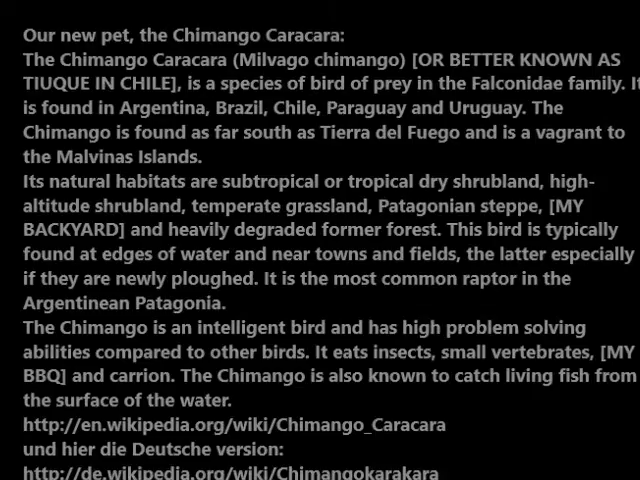 Our new pet, the Chimango Caracara:
The Chimango Caracara (Milvago chimango) [OR BETTER KNOWN AS
TIUQUE IN CHILE], is a species of bird of prey in the Falconidae family. It
is found in Argentina, Brazil, Chile, Paraguay and Uruguay. The
Chimango is found as far south as Tierra del Fuego and is a vagrant to
the Malvinas Islands.
Its natural habitats are subtropical or tropical dry shrubland, high-
altitude shrubland, temperate grassland, Patagonian steppe, [MY
BACKYARD] and heavily degraded former forest. This bird is typically
found at edges of water and near towns and fields, the latter especially
if they are newly ploughed. It is the most common raptor in the
Argentinean Patagonia.
The Chimango is an intelligent bird and has high problem solving
abilities compared to other birds. It eats insects, small vertebrates, [MY
BBQ] and carrion. The Chimango is also known to catch living fish from
the surface of the water.
http://en.wikipedia.org/wiki/Chimango_Caracara
und hier die Deutsche version:
http://de.wikipedia.org/wiki/Chimangokarakara